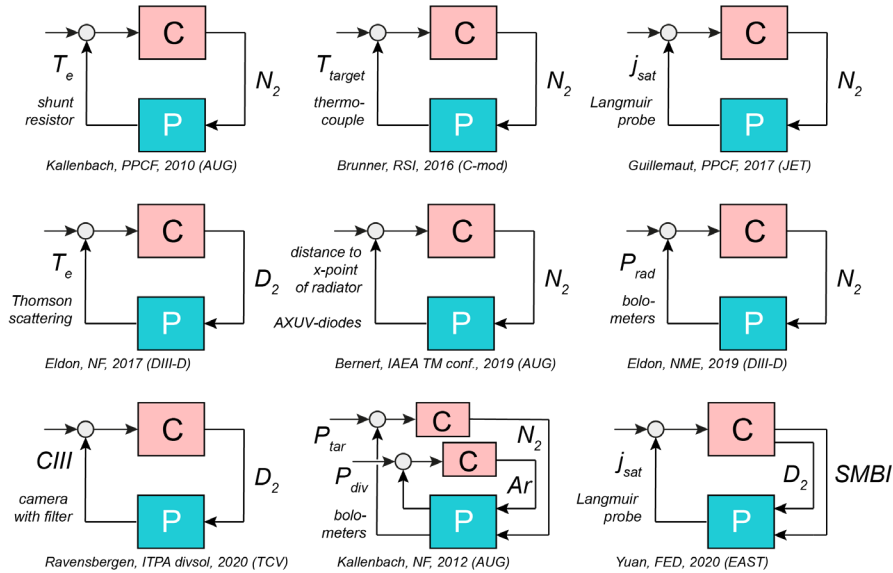 C
T_e
shunt
resistor
N_2
P
Kallenbach, PPCF, 2010 (AUG)
C
T_target
thermo-
couple
N_2
P
Brunner, RSI, 2016 (C-mod)
C
j_sat
Langmuir
probe
N_2
P
Guillemaut, PPCF, 2017 (JET)
C
T_e
Thomson
scattering
D_2
P
Eldon, NF, 2017 (DIII-D)
C
distance to
x-point
of radiator
N_2
AXUV-diodes
P
Bernert, IAEA TM conf., 2019 (AUG)
C
P_rad
bolo-
meters
N_2
P
Eldon, NME, 2019 (DIII-D)
C
CIII
camera
with filter
D_2
P
Ravensbergen, ITPA divsol, 2020 (TCV)
C
P_tar
N_2
C
P_div
Ar
bolo-
meters
P
Kallenbach, NF, 2012 (AUG)
C
j_sat
D_2
SMBI
Langmuir
probe
P
Yuan, FED, 2020 (EAST)